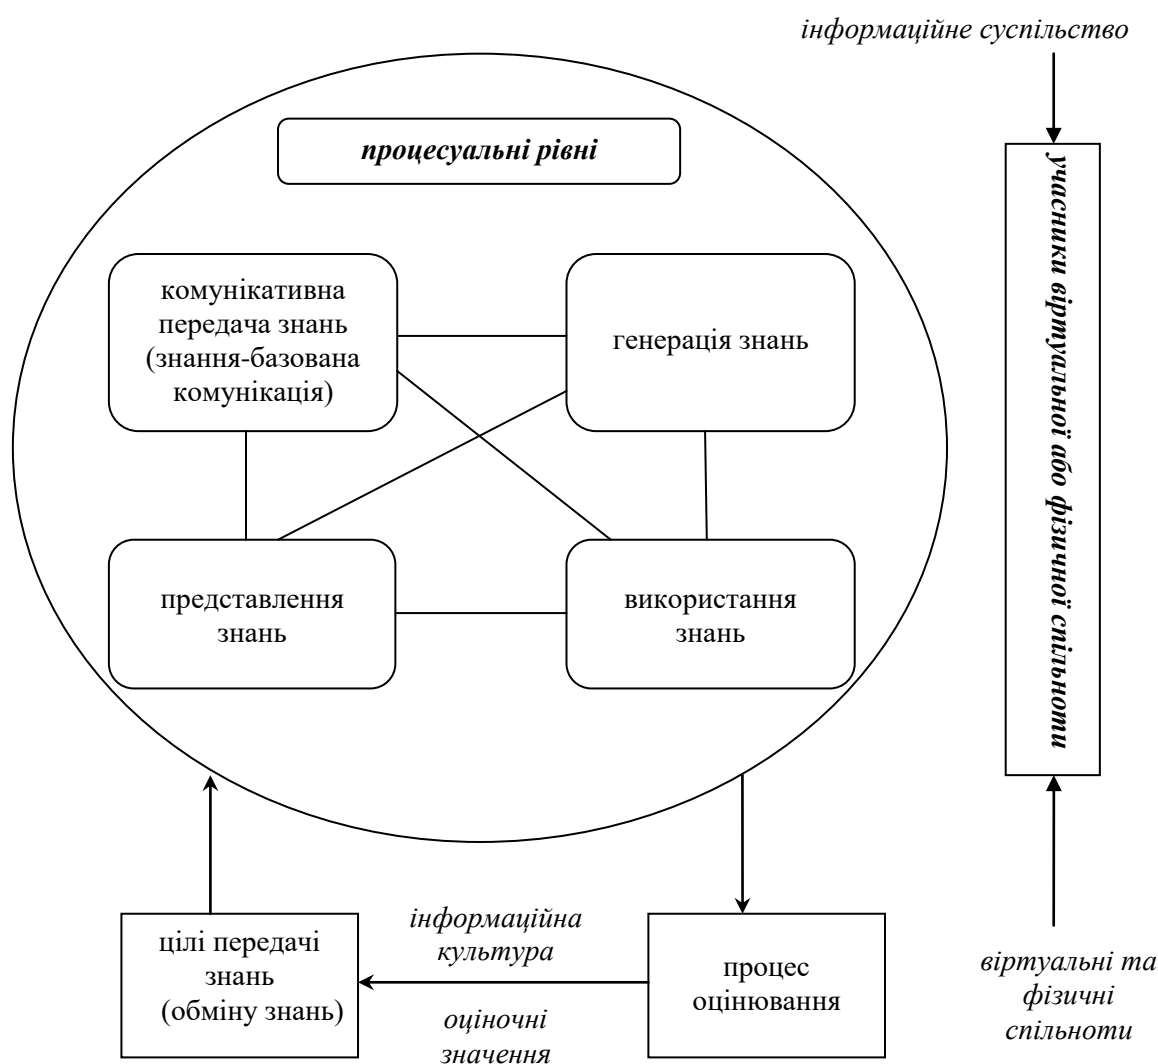 інформаційне суспільство
процесуальні рівні
комунікативна
передача знань
(знання-базована
комунікація)
генерація знань
представлення
знань
використання
знань
учасники віртуальної або фізичної спільноти
цілі передачі
знань
(обміну знань)
інформаційна
культура
оціночні
значення
процес
оцінювання
віртуальні та
фізичні
спільноти